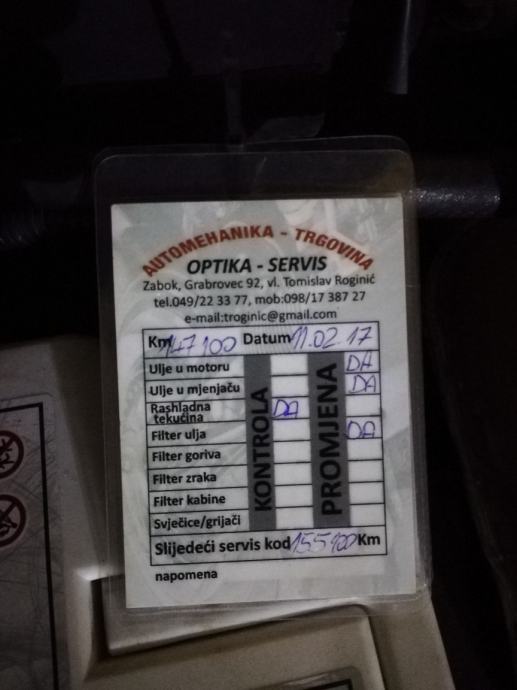 AUTOMEHANIKA - TRGOVINA
OPTIKA - SERVIS
Zabok, Grabrovec 92, vl. Tomislav Roginić
tel.049/22 33 77, mob:098/17 387 27
e-mail:troginic@gmail.com
Km 147100 Datum 11.02.17
Ulje u motoru DA
Ulje u mjenjaču DA
Rashladna
tekućina DA
Filter ulja DA
Filter goriva
Filter zraka
Filter kabine
Svječice/grijači
KONTROLA
PROMJENA
Slijedeći servis kod 155100 Km
napomena